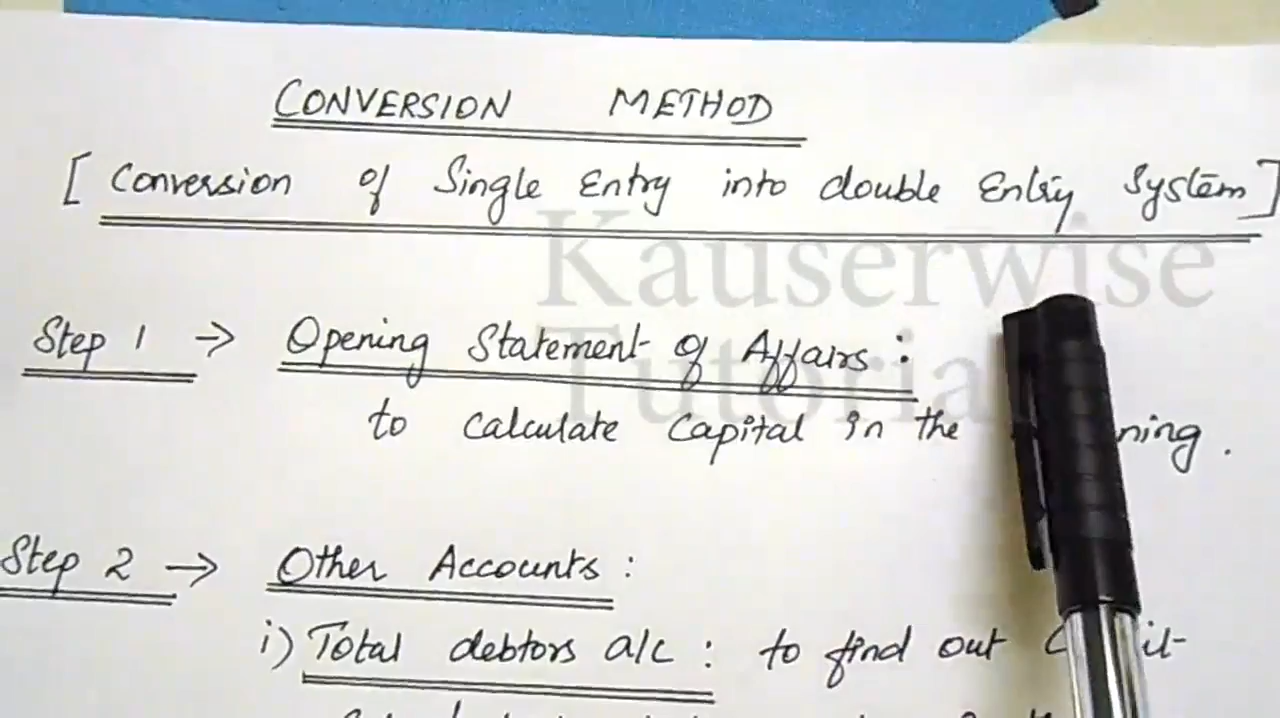 CONVERSION METHOD
[ Conversion of Single Entry into double Entry System ]
Kauserwise
Tutorial
Step 1 → Opening Statement of Affairs :
to calculate capital in the ning .
Step 2 → Other Accounts :
i) Total debtors a/c : to find out